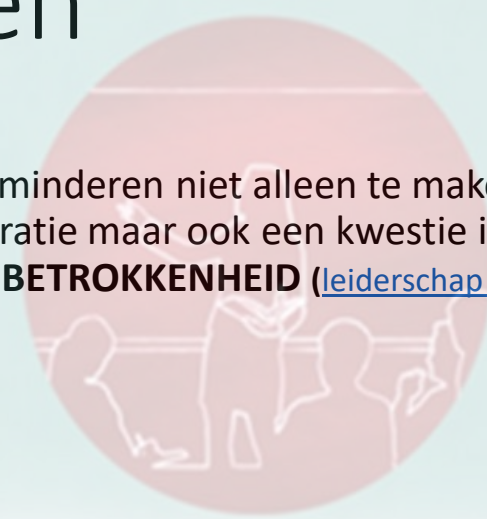 en
minderen niet alleen te mak
ratie maar ook een kwestie i
BETROKKENHEID (leiderschap